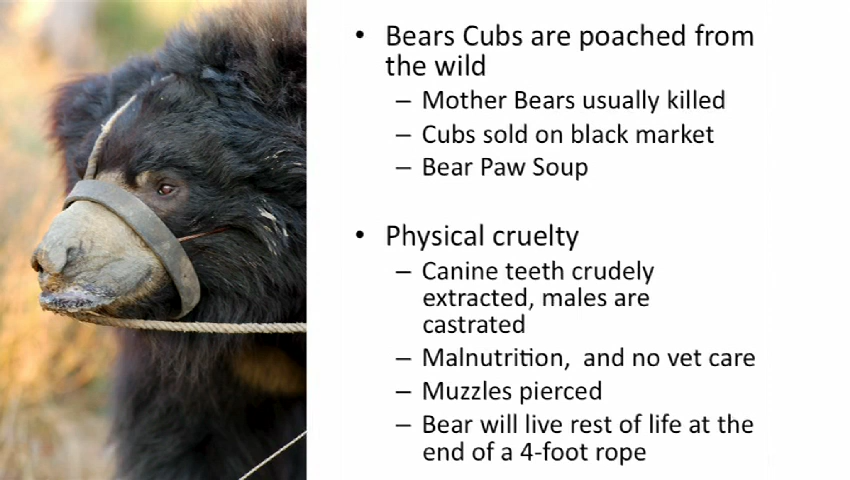 • Bears Cubs are poached from
the wild
– Mother Bears usually killed
– Cubs sold on black market
– Bear Paw Soup
• Physical cruelty
– Canine teeth crudely
extracted, males are
castrated
– Malnutrition,  and no vet care
– Muzzles pierced
– Bear will live rest of life at the
end of a 4-foot rope